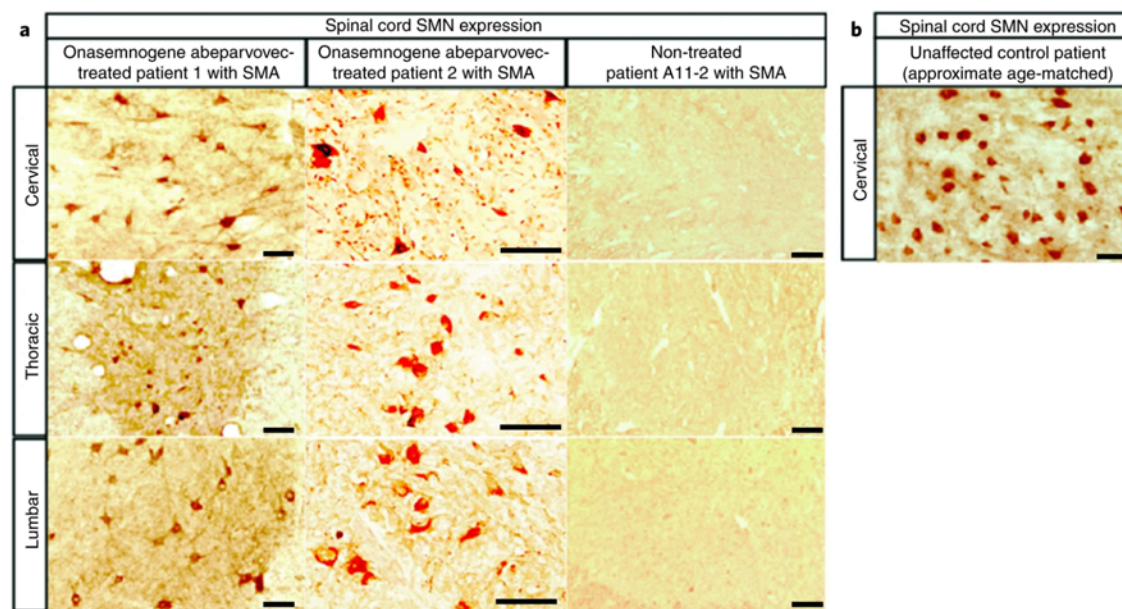 a
Spinal cord SMN expression
Onasemnogene abeparvovec-
treated patient 1 with SMA
Onasemnogene abeparvovec-
treated patient 2 with SMA
Non-treated
patient A11-2 with SMA
Cervical
Thoracic
Lumbar
b
Spinal cord SMN expression
Unaffected control patient
(approximate age-matched)
Cervical